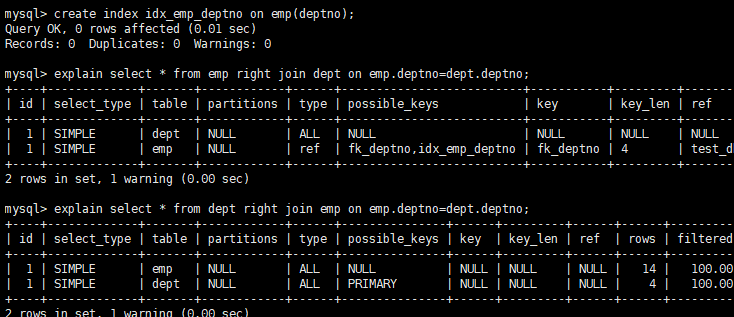 mysql> create index idx_emp_deptno on emp(deptno);
Query OK, 0 rows affected (0.01 sec)
Records: 0  Duplicates: 0  Warnings: 0
mysql> explain select * from emp right join dept on emp.deptno=dept.deptno;
+----+-------------+-------+------------+------+--------------------------+-----------+---------+--------
| id | select_type | table | partitions | type | possible_keys            | key       | key_len | ref
+----+-------------+-------+------------+------+--------------------------+-----------+---------+--------
|  1 | SIMPLE      | dept  | NULL       | ALL  | NULL                     | NULL      | NULL    | NULL
|  1 | SIMPLE      | emp   | NULL       | ref  | fk_deptno,idx_emp_deptno | fk_deptno | 4       | test_d
+----+-------------+-------+------------+------+--------------------------+-----------+---------+--------
2 rows in set, 1 warning (0.00 sec)
mysql> explain select * from dept right join emp on emp.deptno=dept.deptno;
+----+-------------+-------+------------+------+---------------+------+---------+------+------+----------
| id | select_type | table | partitions | type | possible_keys | key  | key_len | ref  | rows | filtered
+----+-------------+-------+------------+------+---------------+------+---------+------+------+----------
|  1 | SIMPLE      | emp   | NULL       | ALL  | NULL          | NULL | NULL    | NULL |   14 |   100.00
|  1 | SIMPLE      | dept  | NULL       | ALL  | PRIMARY       | NULL | NULL    | NULL |    4 |   100.00
+----+-------------+-------+------------+------+---------------+------+---------+------+------+----------
2 rows in set, 1 warning (0.00 sec)